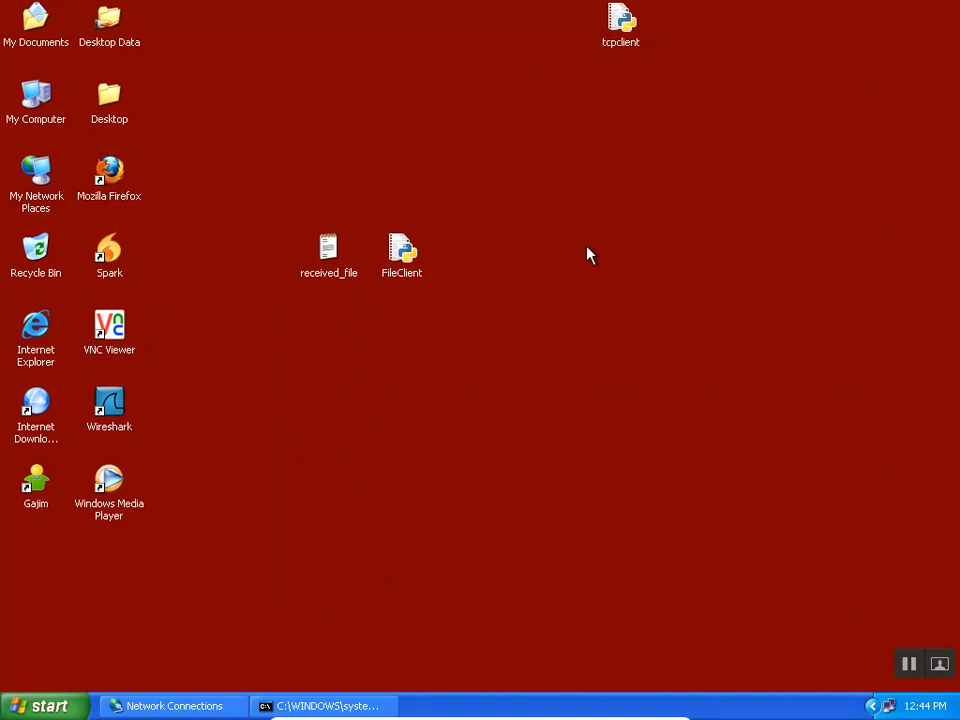 My Documents
Desktop Data
tcpclient
My Computer
Desktop
My Network
Places
Mozilla Firefox
Recycle Bin
Spark
received_file
FileClient
Internet
Explorer
VNC Viewer
Internet
Downlo...
Wireshark
Gajim
Windows Media
Player
start
Network Connections
C:\WINDOWS\syste...
12:44 PM